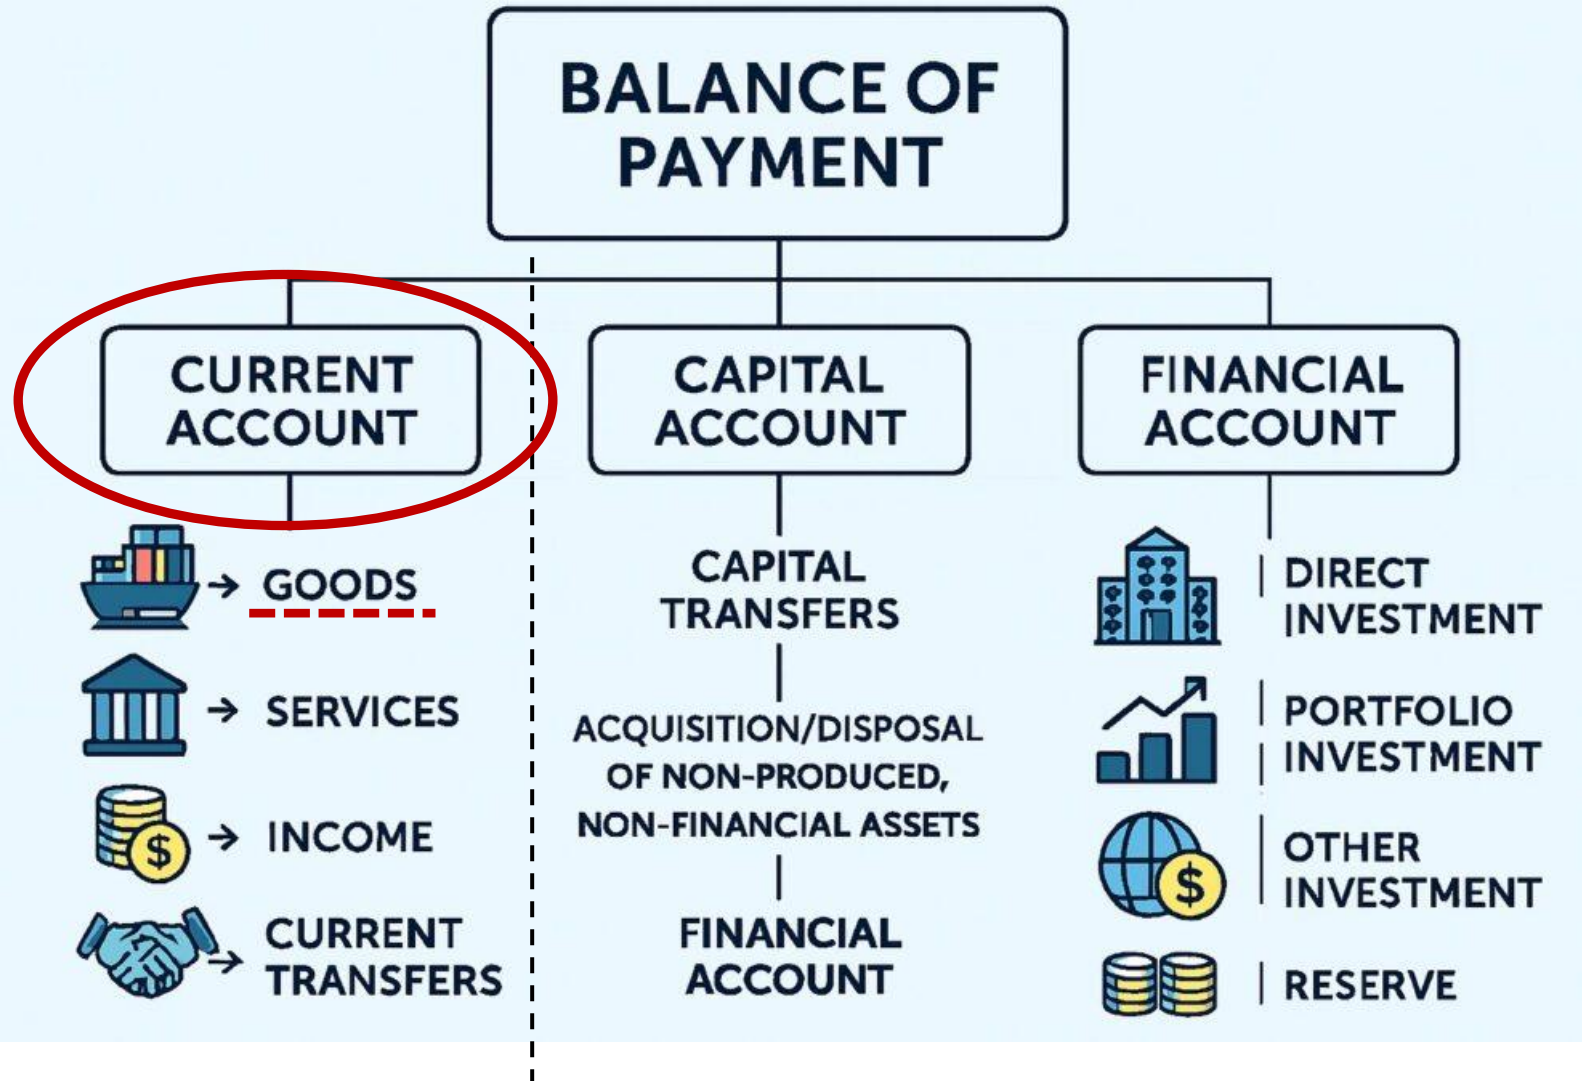 BALANCE OF
PAYMENT
CURRENT
ACCOUNT
GOODS
SERVICES
INCOME
CURRENT
TRANSFERS
CAPITAL
ACCOUNT
CAPITAL
TRANSFERS
ACQUISITION/DISPOSAL
OF NON-PRODUCED,
NON-FINANCIAL ASSETS
FINANCIAL
ACCOUNT
FINANCIAL
ACCOUNT
DIRECT
INVESTMENT
PORTFOLIO
INVESTMENT
$
OTHER
INVESTMENT
$
RESERVE